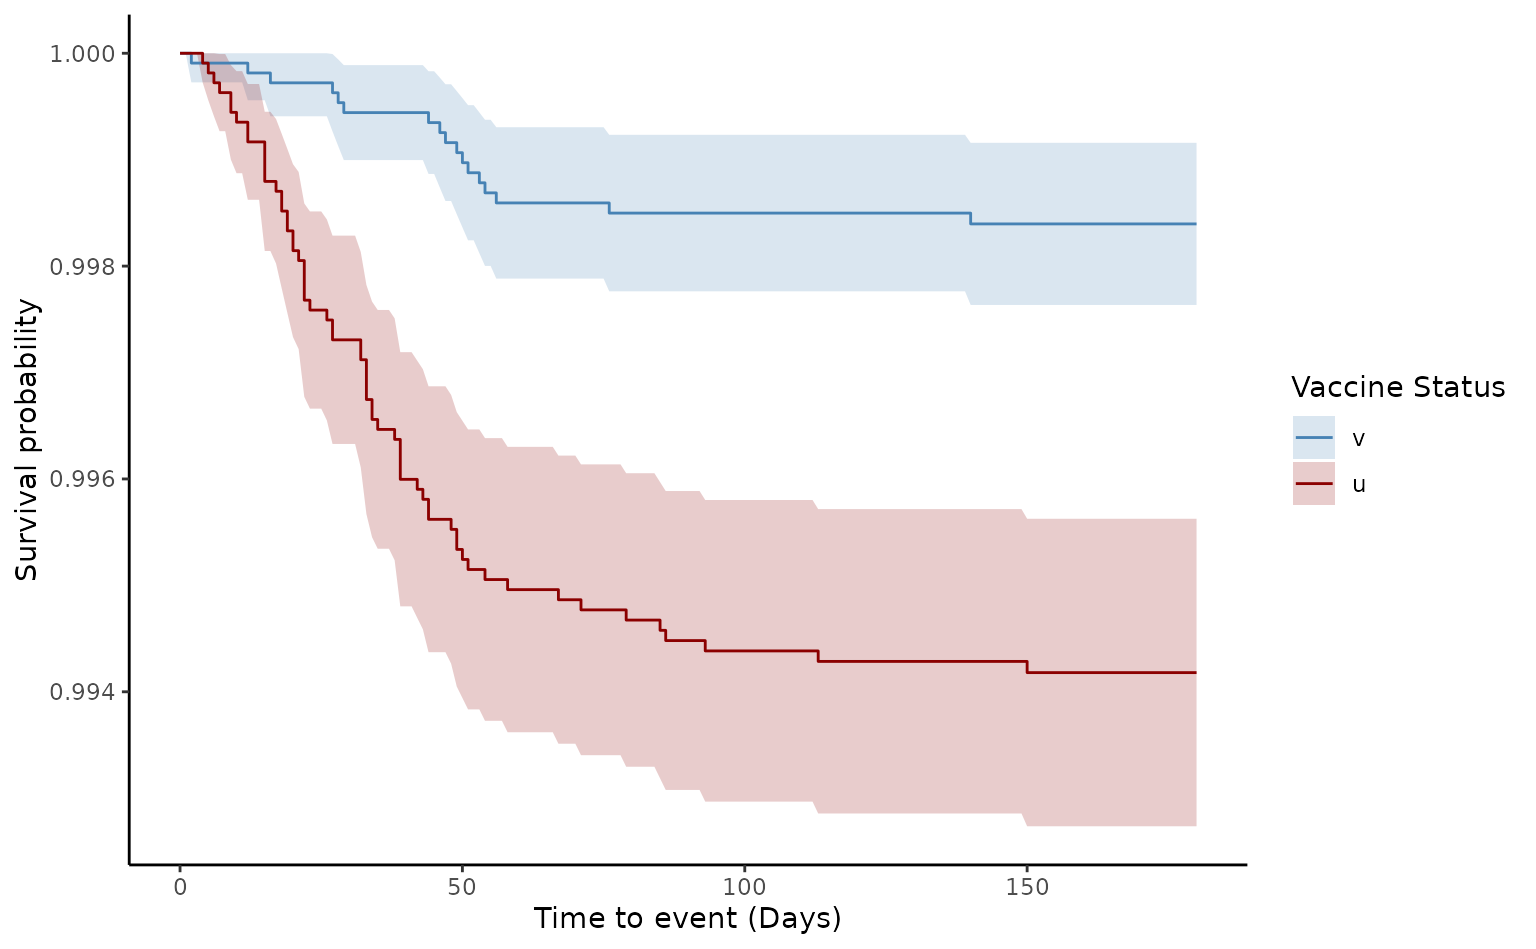 1.000
0.998
0.996
0.994
Survival probability
0 50 100 150
Time to event (Days)
Vaccine Status
v
u